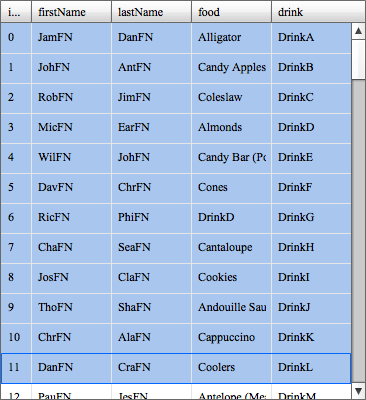 i... firstName lastName food drink
0 JamFN DanFN Alligator DrinkA
1 JohFN AntFN Candy Apples DrinkB
2 RobFN JimFN Coleslaw DrinkC
3 MicFN EarFN Almonds DrinkD
4 WilFN JohFN Candy Bar (Po DrinkE
5 DavFN ChrFN Cones DrinkF
6 RicFN PhiFN DrinkD DrinkG
7 ChaFN SeaFN Cantaloupe DrinkH
8 JosFN ClaFN Cookies DrinkI
9 ThoFN ShaFN Andouille Sau DrinkJ
10 ChrFN AlaFN Cappuccino DrinkK
11 DanFN CraFN Coolers DrinkL
12 PauFN JesFN Antelope (Mea DrinkM